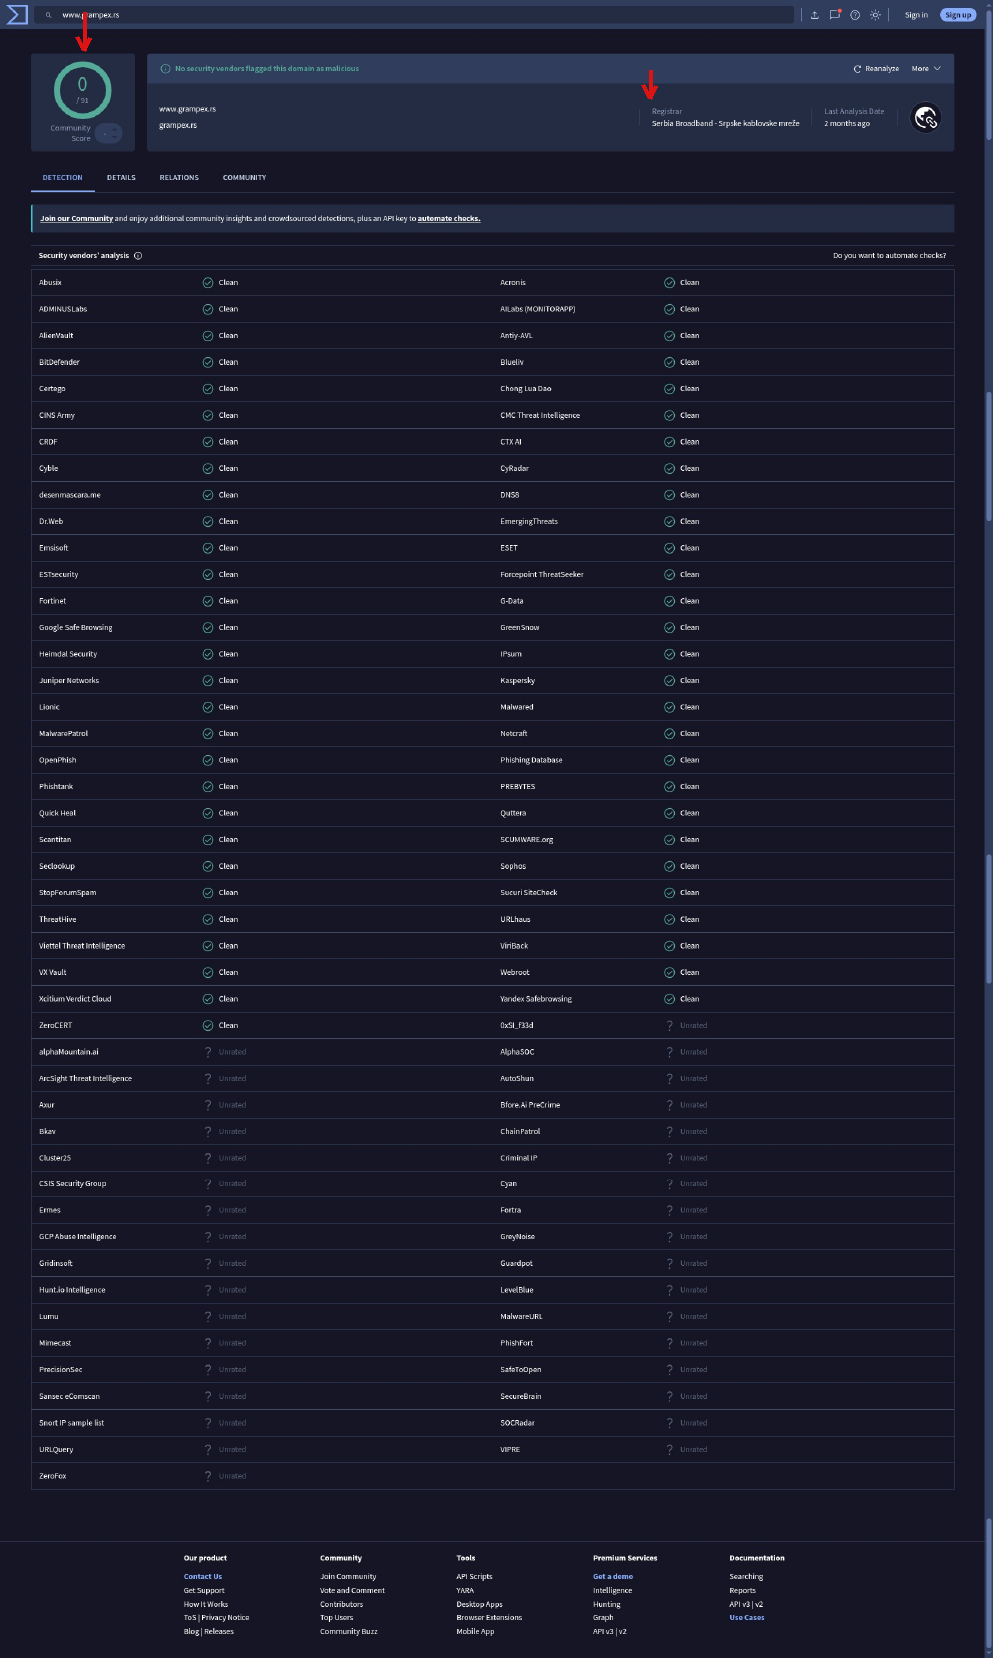 www.grampex.rs
Sign in
Sign up
0
/ 91
Community
Score
No security vendors flagged this domain as malicious
Reanalyze
More
www.grampex.rs
grampex.rs
Registrar
Serbia Broadband - Srpske kablovske mreže
Last Analysis Date
2 months ago
DETECTION DETAILS RELATIONS COMMUNITY
Join our Community and enjoy additional community insights and crowdsourced detections, plus an API key to automate checks.
Security vendors' analysis
Do you want to automate checks?
Abusix Clean Acronis Clean
ADMINUSLabs Clean AILabs (MONITORAPP) Clean
AlienVault Clean Antiy-AVL Clean
BitDefender Clean Blueliv Clean
Certego Clean Chong Lua Dao Clean
CINS Army Clean CMC Threat Intelligence Clean
CRDF Clean CTX AI Clean
Cyble Clean CyRadar Clean
desenmascara.me Clean DNS8 Clean
Dr.Web Clean EmergingThreats Clean
Emsisoft Clean ESET Clean
ESTsecurity Clean Forcepoint ThreatSeeker Clean
Fortinet Clean G-Data Clean
Google Safe Browsing Clean GreenSnow Clean
Heimdal Security Clean IPsum Clean
Juniper Networks Clean Kaspersky Clean
Lionic Clean Malwared Clean
MalwarePatrol Clean Netcraft Clean
OpenPhish Clean Phishing Database Clean
Phishtank Clean PREBYTES Clean
Quick Heal Clean Quttera Clean
Scantitan Clean SCUMWARE.org Clean
Seclookup Clean Sophos Clean
StopForumSpam Clean Sucuri SiteCheck Clean
ThreatHive Clean URLhaus Clean
Viettel Threat Intelligence Clean ViriBack Clean
VX Vault Clean Webroot Clean
Xcitium Verdict Cloud Clean Yandex Safebrowsing Clean
ZeroCERT Clean 0xSI_f33d Unrated
alphaMountain.ai Unrated AlphaSOC Unrated
ArcSight Threat Intelligence Unrated AutoShun Unrated
Axur Unrated Bfore.Ai PreCrime Unrated
Bkav Unrated ChainPatrol Unrated
Cluster25 Unrated Criminal IP Unrated
CSIS Security Group Unrated Cyan Unrated
Ermes Unrated Fortra Unrated
GCP Abuse Intelligence Unrated GreyNoise Unrated
Gridinsoft Unrated Guardpot Unrated
Hunt.io Intelligence Unrated LevelBlue Unrated
Lumu Unrated MalwareURL Unrated
Mimecast Unrated PhishFort Unrated
PrecisionSec Unrated SafeToOpen Unrated
Sansec eComscan Unrated SecureBrain Unrated
Snort IP sample list Unrated SOCRadar Unrated
URLQuery Unrated VIPRE Unrated
ZeroFox Unrated
Our product Community Tools Premium Services Documentation
Contact Us Join Community API Scripts Get a demo Searching
Get Support Vote and Comment YARA Intelligence Reports
How It Works Contributors Desktop Apps Hunting API v3 | v2
ToS | Privacy Notice Top Users Browser Extensions Graph Use Cases
Blog | Releases Community Buzz Mobile App API v3 | v2